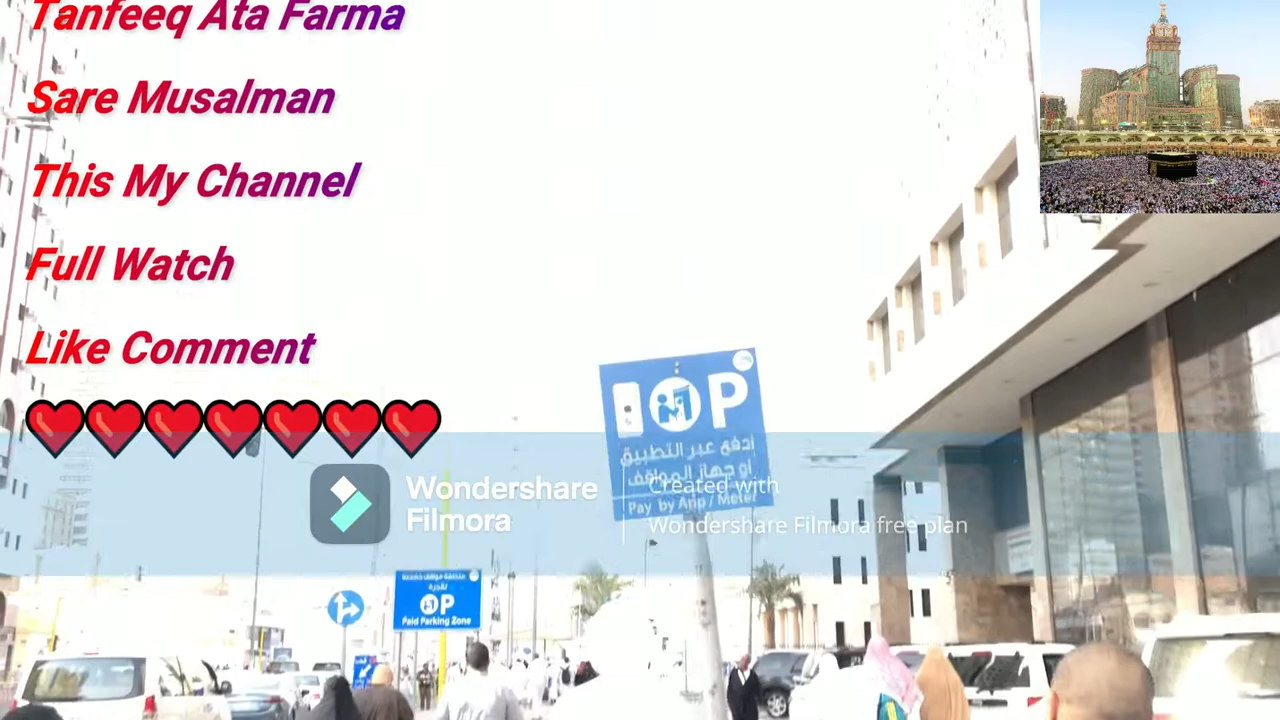 Tanfeeq Ata Farma
Sare Musalman
This My Channel
Full Watch
Like Comment
P
أدفع عبر التطبيق
أو جهاز المواقف
Pay by App / Meter
Wondershare
Filmora
Created with
Wondershare Filmora free plan
P
Paid Parking Zone